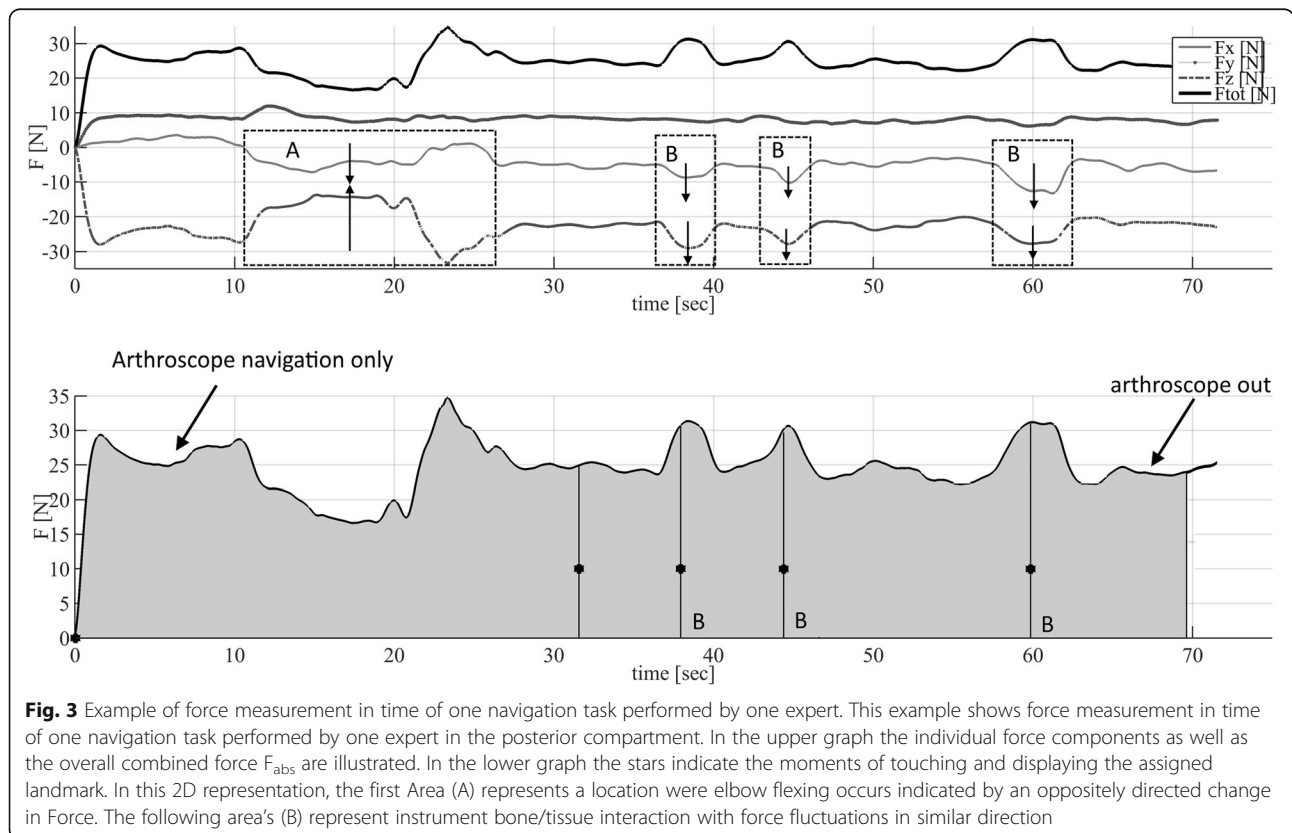 30
20
10
0
-10
-20
-30
F [N]
A
B
B
B
Fx [N]
Fy [N]
Fz [N]
Ftot [N]
0 10 20 30 40 50 60 70
time [sec]
Arthroscope navigation only
arthroscope out
35
30
25
20
15
10
5
0
F [N]
B
B
B
0 10 20 30 40 50 60 70
time [sec]
Fig. 3 Example of force measurement in time of one navigation task performed by one expert. This example shows force measurement in time
of one navigation task performed by one expert in the posterior compartment. In the upper graph the individual force components as well as
the overall combined force Fabs are illustrated. In the lower graph the stars indicate the moments of touching and displaying the assigned
landmark. In this 2D representation, the first Area (A) represents a location were elbow flexing occurs indicated by an oppositely directed change
in Force. The following area's (B) represent instrument bone/tissue interaction with force fluctuations in similar direction